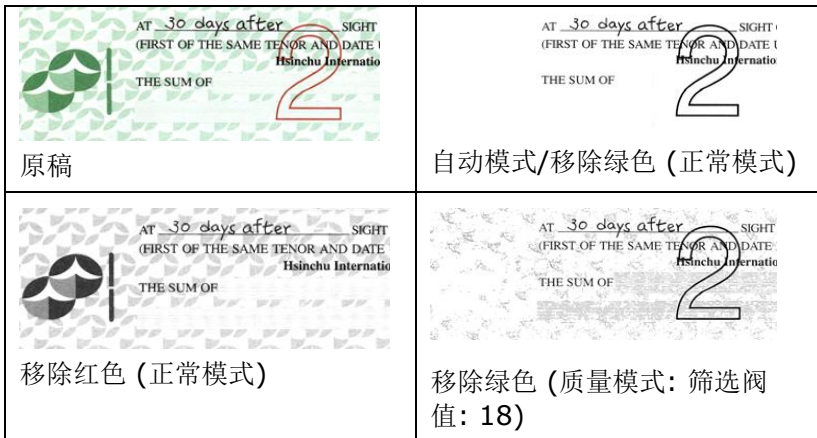 AT 30 days after SIGHT
(FIRST OF THE SAME TENOR AND DATE
Hsinchu Internatio
THE SUM OF
2
原稿
AT 30 days after SIGHT
(FIRST OF THE SAME TENOR AND DATE
Hsinchu Internatio
THE SUM OF
2
自动模式/移除绿色 (正常模式)
AT 30 days after SIGHT
(FIRST OF THE SAME TENOR AND DATE
Hsinchu Internatio
THE SUM OF
移除红色 (正常模式)
AT 30 days after SIGHT
(FIRST OF THE SAME TENOR AND DATE
Hsinchu Internatio
THE SUM OF
2
移除绿色 (质量模式: 筛选阀
值: 18)